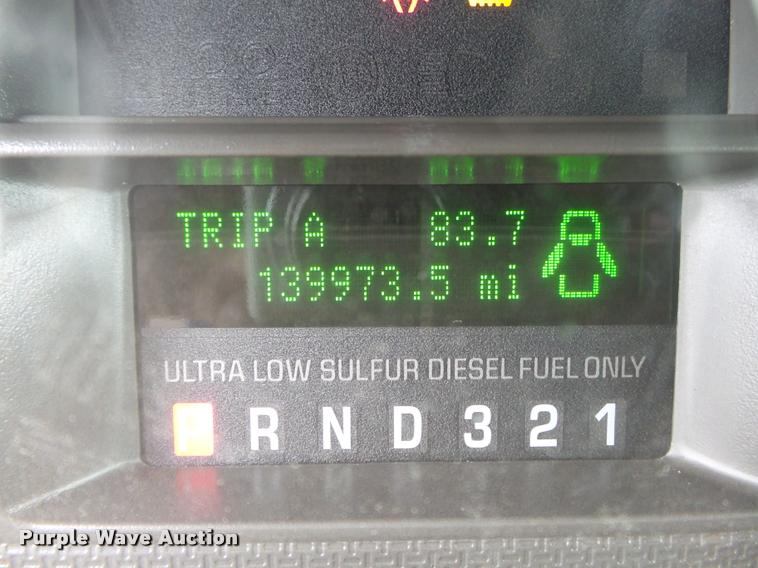 TRIP A 83.7
139973.5 mi
ULTRA LOW SULFUR DIESEL FUEL ONLY
P R N D 3 2 1
Purple Wave Auction